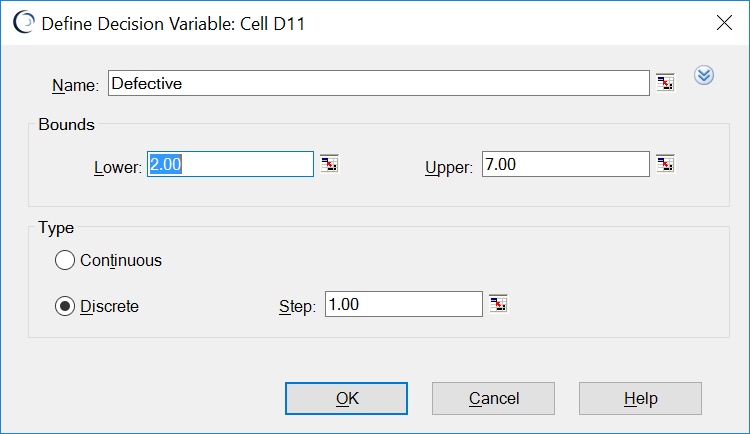 Define Decision Variable: Cell D11
Name: Defective
Bounds
Lower: 2.00 Upper: 7.00
Type
Continuous
Discrete Step: 1.00
OK Cancel Help